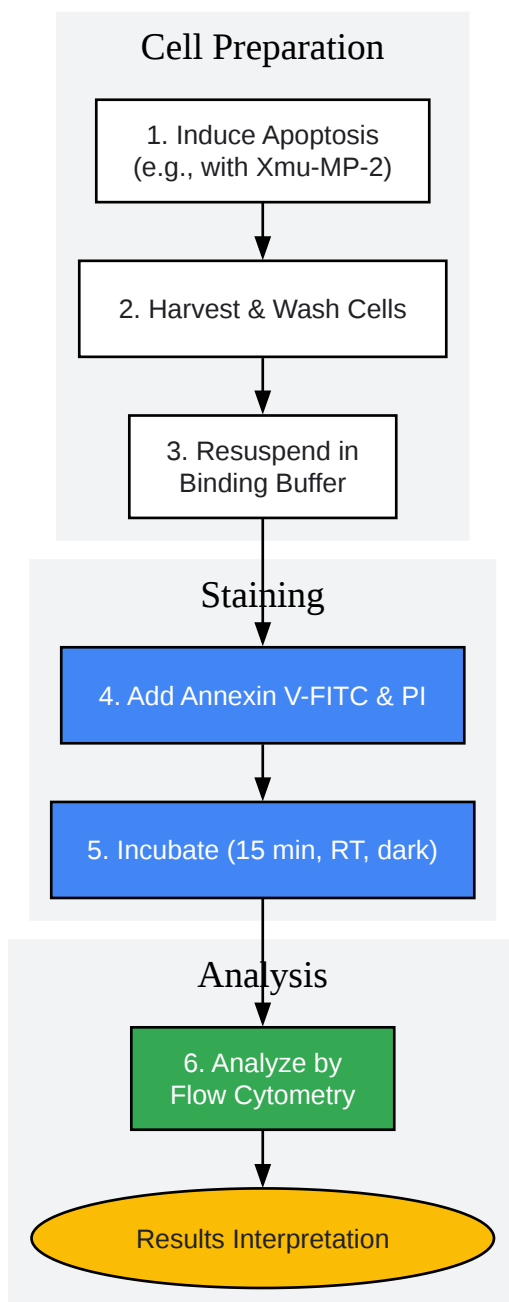 Cell Preparation
1. Induce Apoptosis
(e.g., with Xmu-MP-2)
2. Harvest & Wash Cells
3. Resuspend in
Binding Buffer
Staining
4. Add Annexin V-FITC & PI
5. Incubate (15 min, RT, dark)
Analysis
6. Analyze by
Flow Cytometry
Results Interpretation